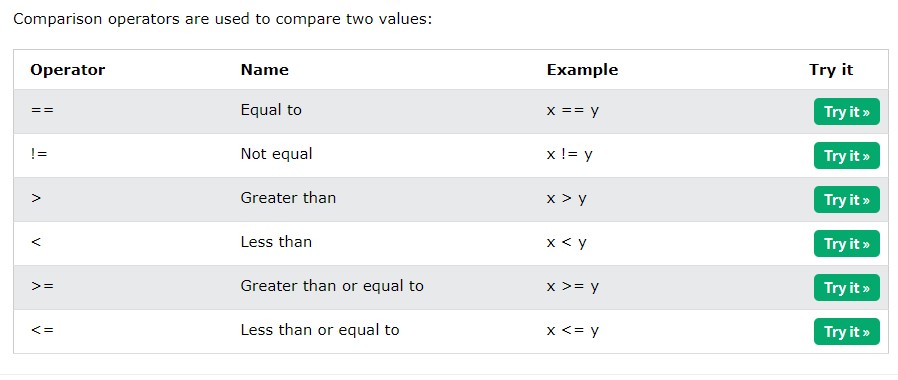 Comparison operators are used to compare two values:
Operator Name Example Try it
== Equal to x == y Try it »
!= Not equal x != y Try it »
> Greater than x > y Try it »
< Less than x < y Try it »
>= Greater than or equal to x >= y Try it »
<= Less than or equal to x <= y Try it »